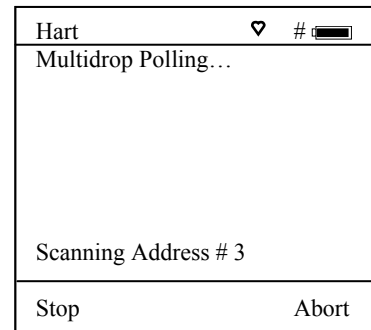 Hart ♡ #
Multidrop Polling…
Scanning Address # 3
Stop Abort